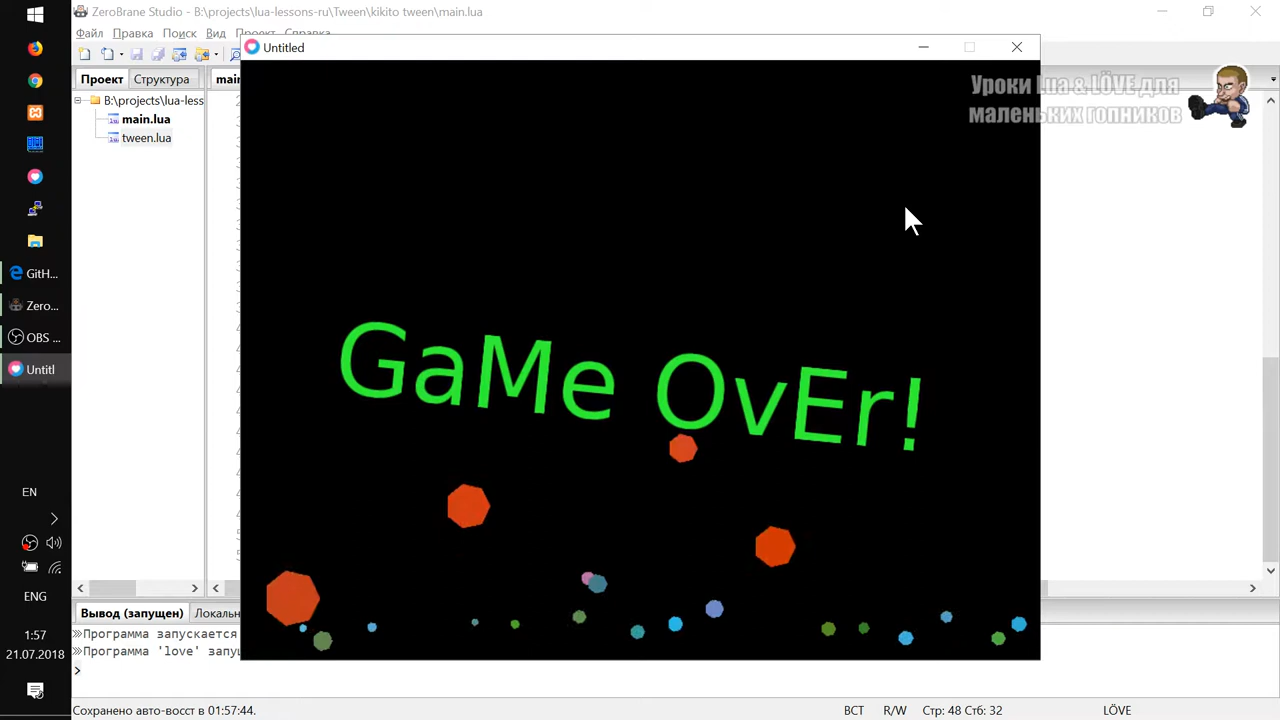 ZeroBrane Studio - B:\projects\lua-lessons-ru\Tween\kikito tween\main.lua
Файл Правка Поиск Вид Проект Справка
Untitled
Проект Структура
Уроки Lua & LÖVE для
маленьких гопников
B:\projects\lua-less
main.lua
tween.lua
GaMe OvEr!
GitH...
Zero...
OBS ...
Untitl
EN
ENG
1:57
21.07.2018
Вывод (запущен)
Программа запускается
Программа 'love'
>
Сохранено авто-восст в 01:57:44.
ВСТ
R/W
Стр: 48 Стб: 32
LÖVE